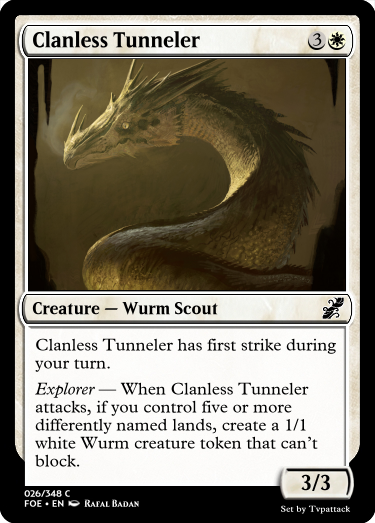 Clanless Tunneler 3
Creature — Wurm Scout
Clanless Tunneler has first strike during
your turn.
Explorer — When Clanless Tunneler
attacks, if you control five or more
differently named lands, create a 1/1
white Wurm creature token that can't
block.
3/3
026/348 C
FOE • EN Rafal Badan
Set by Tvpattack